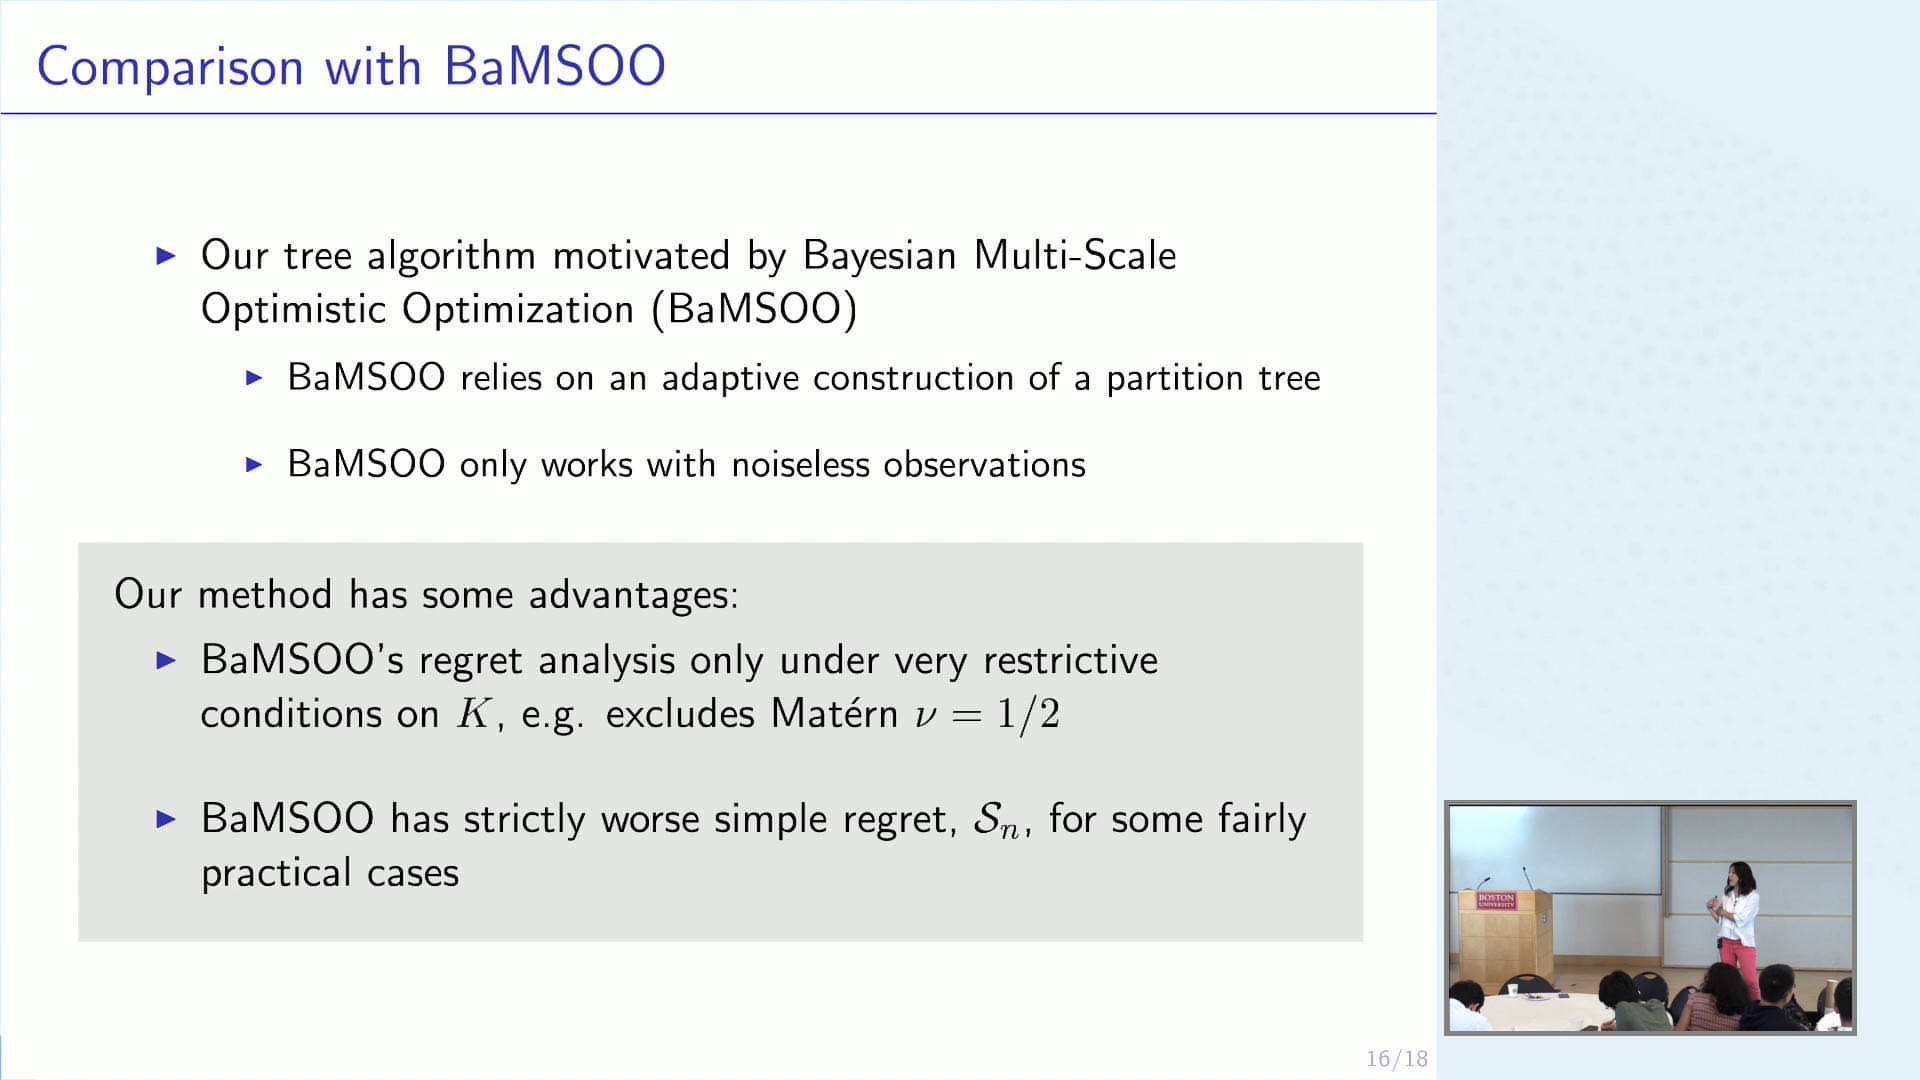 Comparison with BaMSOO
▶ Our tree algorithm motivated by Bayesian Multi-Scale
Optimistic Optimization (BaMSOO)
▶ BaMSOO relies on an adaptive construction of a partition tree
▶ BaMSOO only works with noiseless observations
Our method has some advantages:
▶ BaMSOO's regret analysis only under very restrictive
conditions on K, e.g. excludes Matérn ν = 1/2
▶ BaMSOO has strictly worse simple regret, 𝒮ₙ, for some fairly
practical cases
BOSTON
UNIVERSITY
16/18